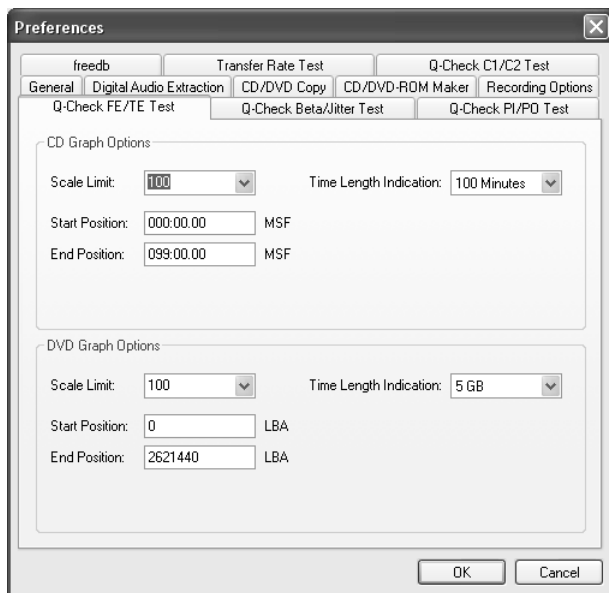 Preferences
freedb Transfer Rate Test Q-Check C1/C2 Test
General Digital Audio Extraction CD/DVD Copy CD/DVD-ROM Maker Recording Options
Q-Check FE/TE Test Q-Check Beta/Jitter Test Q-Check PI/PO Test
CD Graph Options
Scale Limit: 100 Time Length Indication: 100 Minutes
Start Position: 000:00.00 MSF
End Position: 099:00.00 MSF
DVD Graph Options
Scale Limit: 100 Time Length Indication: 5 GB
Start Position: 0 LBA
End Position: 2621440 LBA
OK Cancel